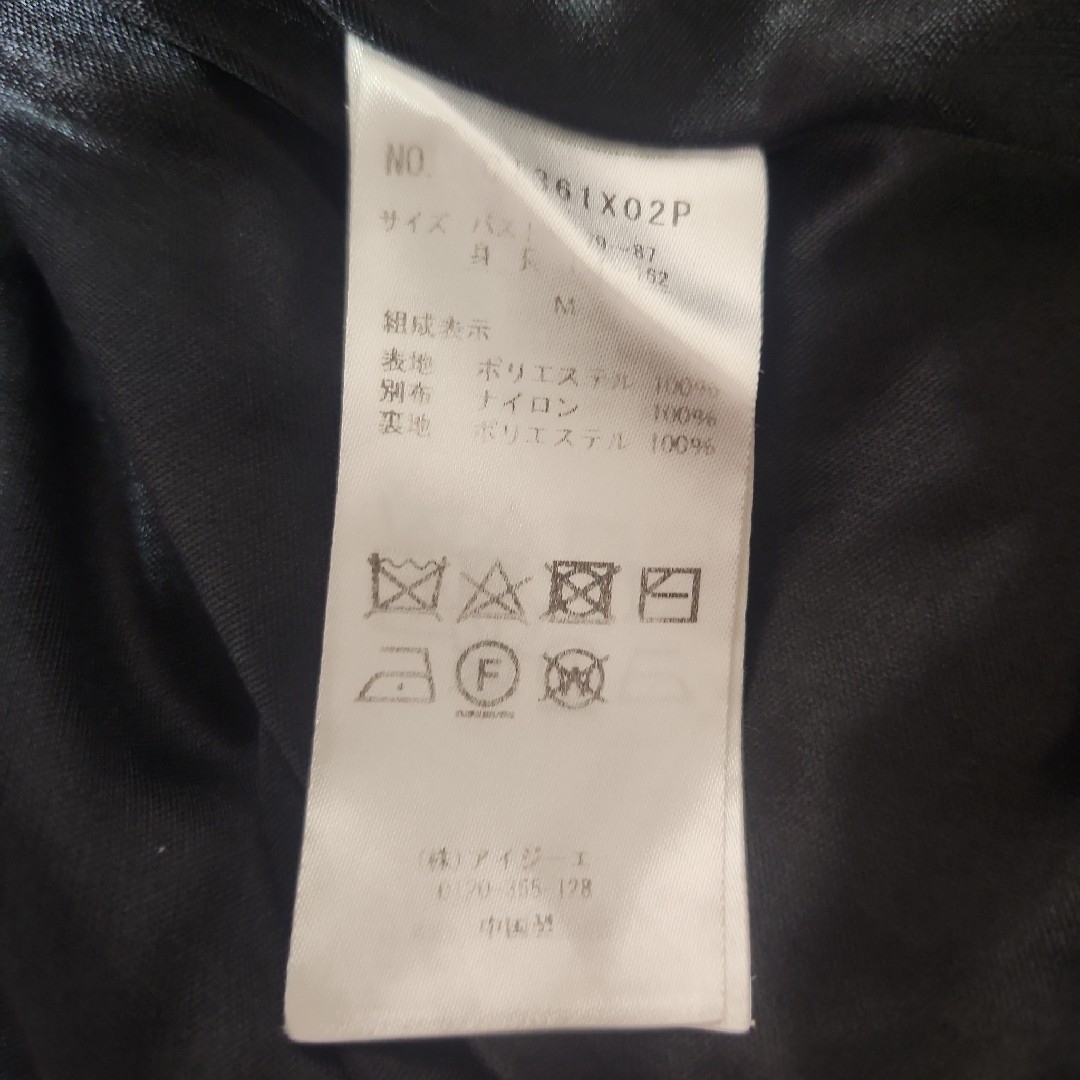 NO. 361X02P
サイズ バス 79--87
身長 162
M
組成表示
表地 ポリエステル 100%
別布 ナイロン 100%
裏地 ポリエステル 100%
F
W
(株)アイジーエ
0120-355-128
中国製